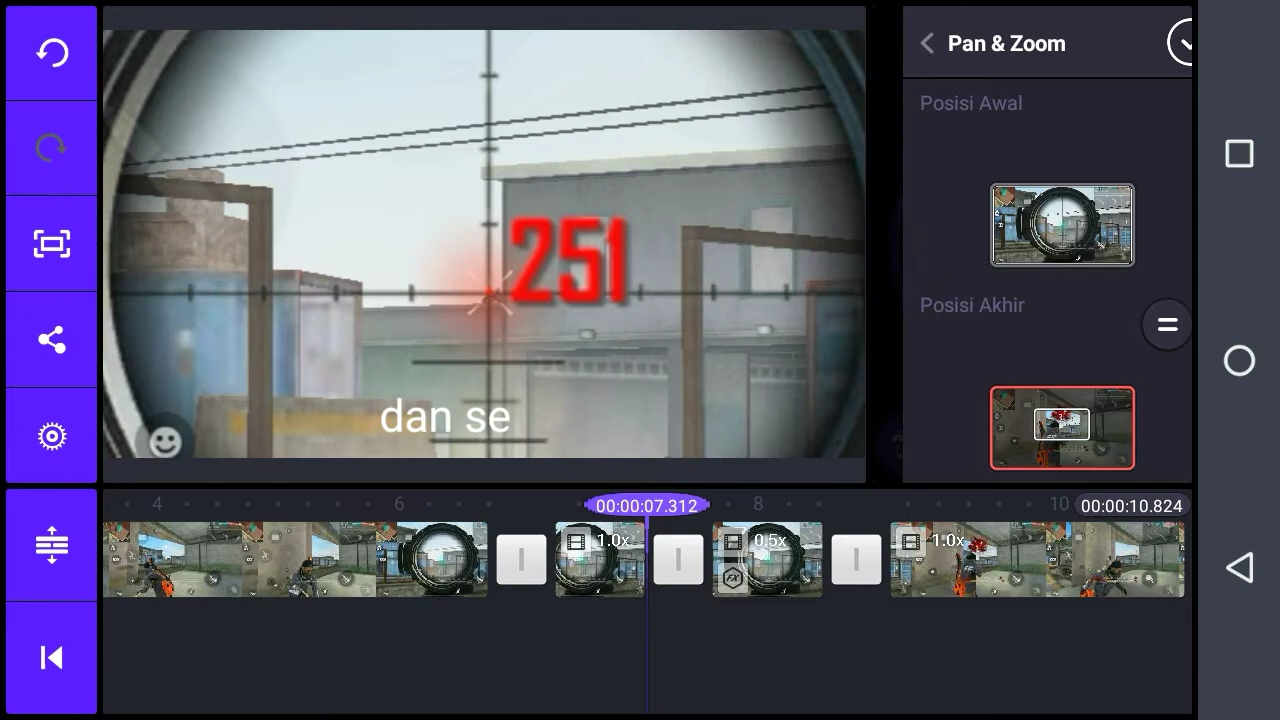 Pan & Zoom
Posisi Awal
251
Posisi Akhir
dan se
4
6
00:00:07.312
8
10
00:00:10.824
1.0x
0.5x
1.0x
FX